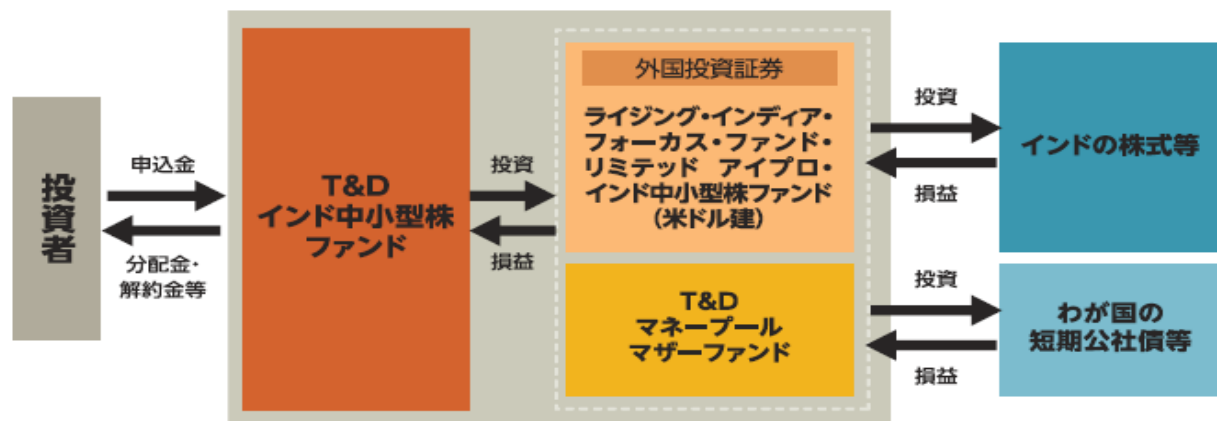 投資者
申込金
分配金・
解約金等
T&D
インド中小型株
ファンド
投資
損益
外国投資証券
ライジング・インディア・
フォーカス・ファンド・
リミテッド アイプロ・
インド中小型株ファンド
(米ドル建)
T&D
マネープール
マザーファンド
投資
損益
インドの株式等
投資
損益
わが国の
短期公社債等